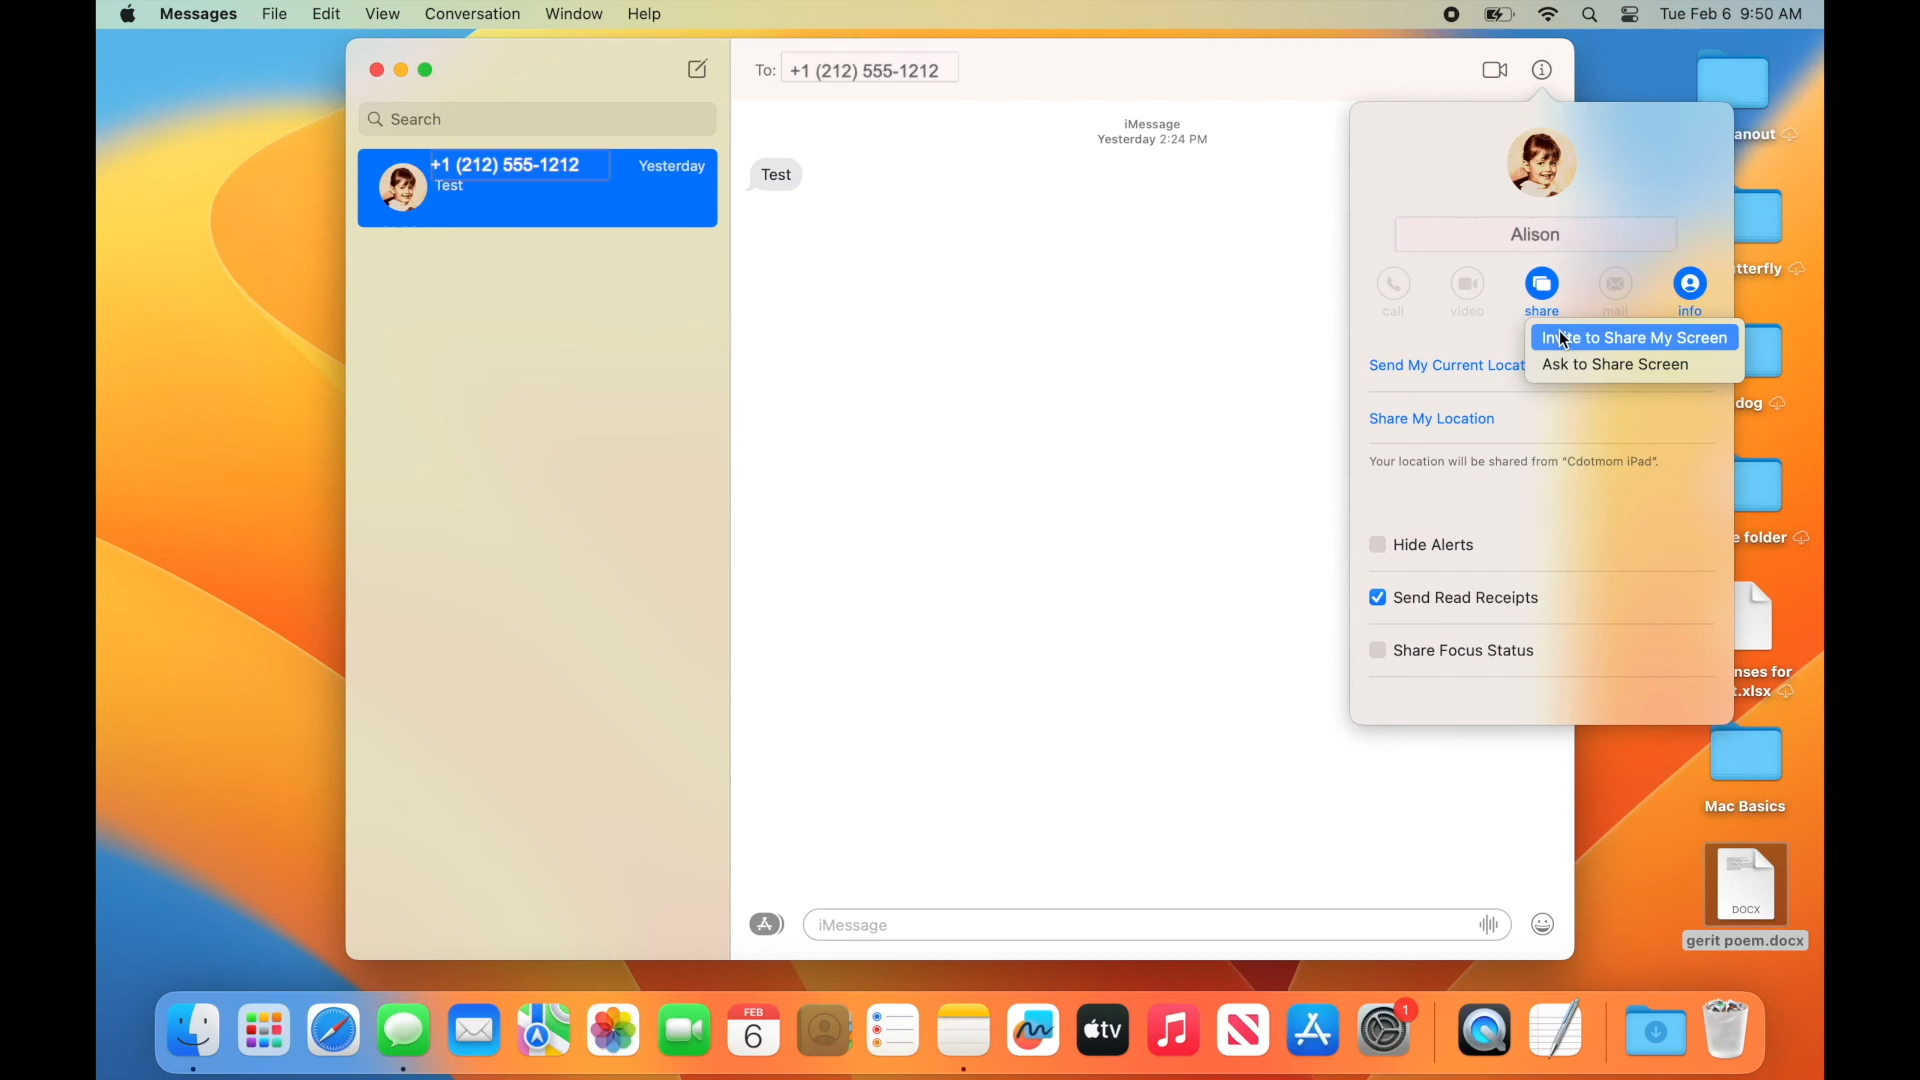 Messages File Edit View Conversation Window Help Tue Feb 6 9:50 AM
Search
+1 (212) 555-1212 Yesterday
Test
To: +1 (212) 555-1212
iMessage
Yesterday 2:24 PM
Test
Alison
call video share mail info
Invite to Share My Screen
Ask to Share Screen
Send My Current Locat
Share My Location
Your location will be shared from “Cdotmom iPad”.
Hide Alerts
Send Read Receipts
Share Focus Status
iMessage
anout
tterfly
dog
e folder
nses for
t.xlsx
Mac Basics
DOCX
gerit poem.docx
FEB
6
tv
1